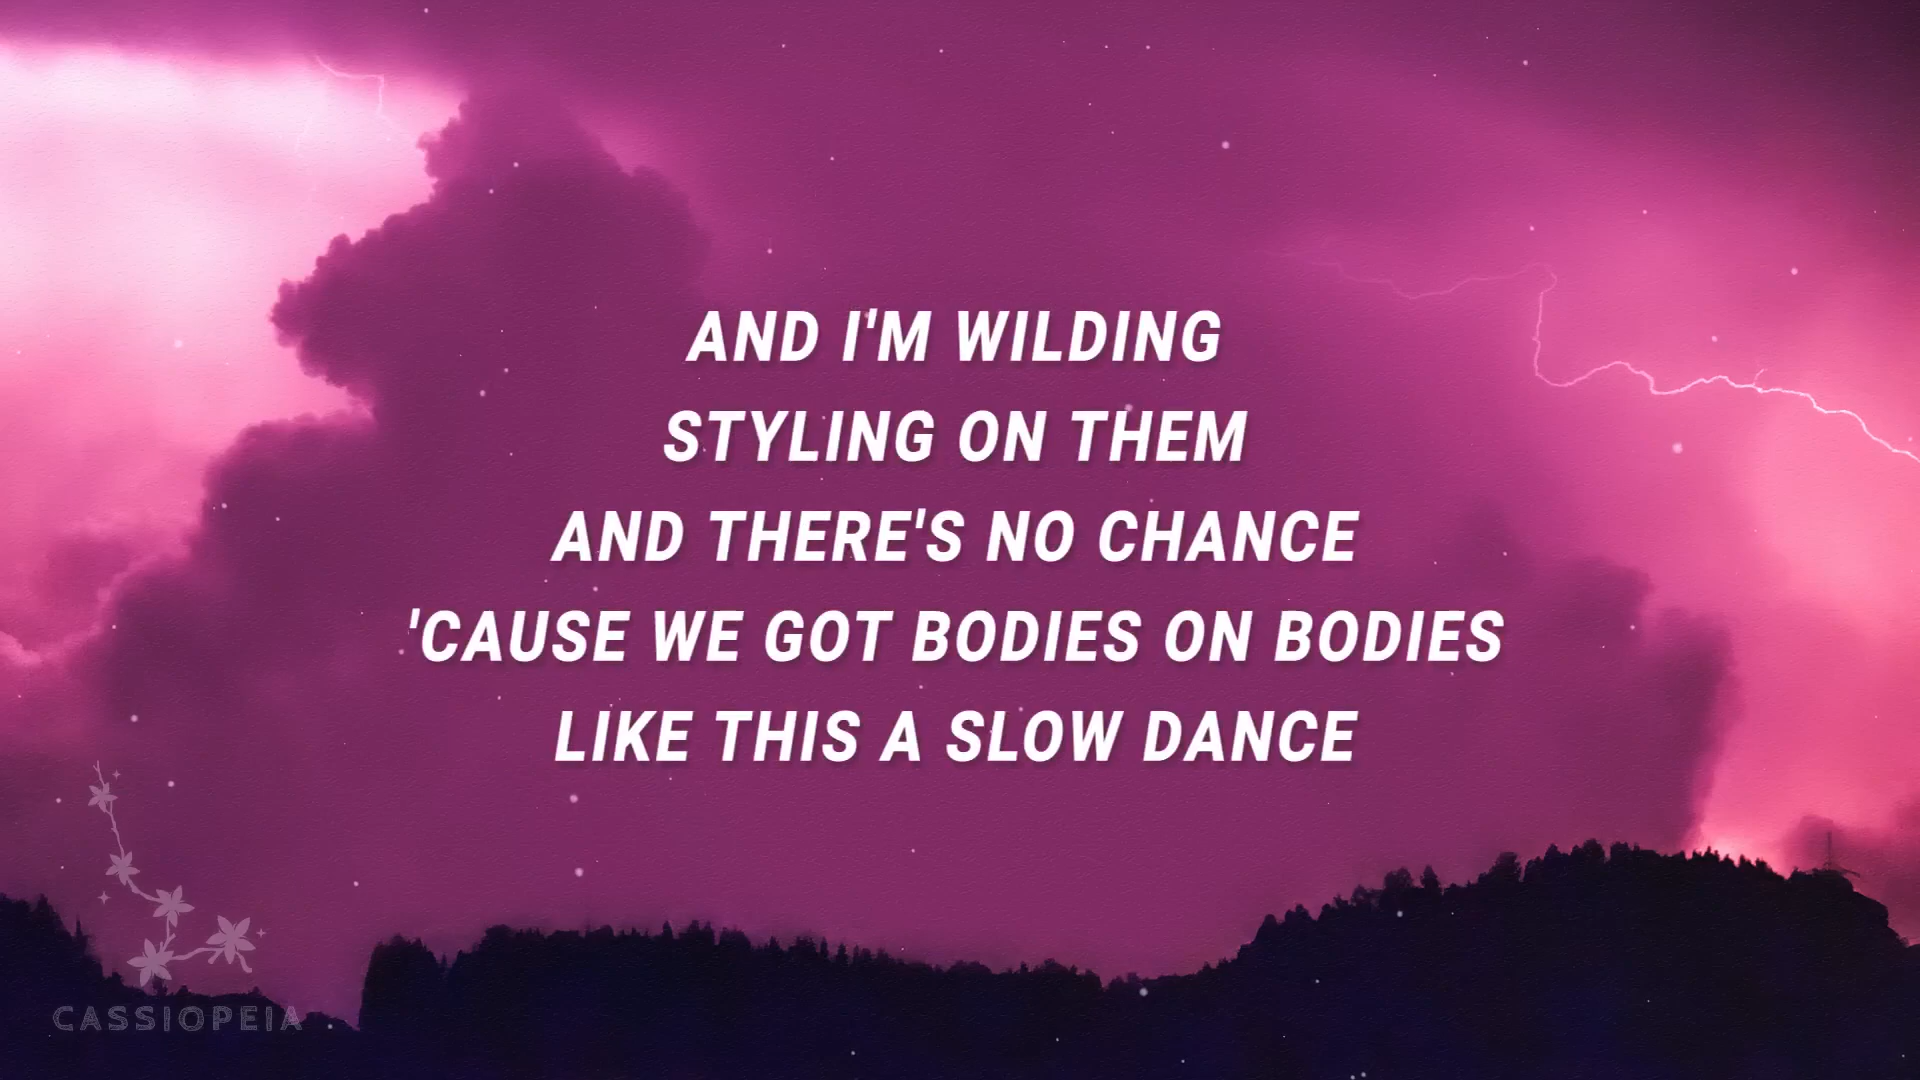 AND I'M WILDING
STYLING ON THEM
AND THERE'S NO CHANCE
'CAUSE WE GOT BODIES ON BODIES
LIKE THIS A SLOW DANCE
CASSIOPEIA